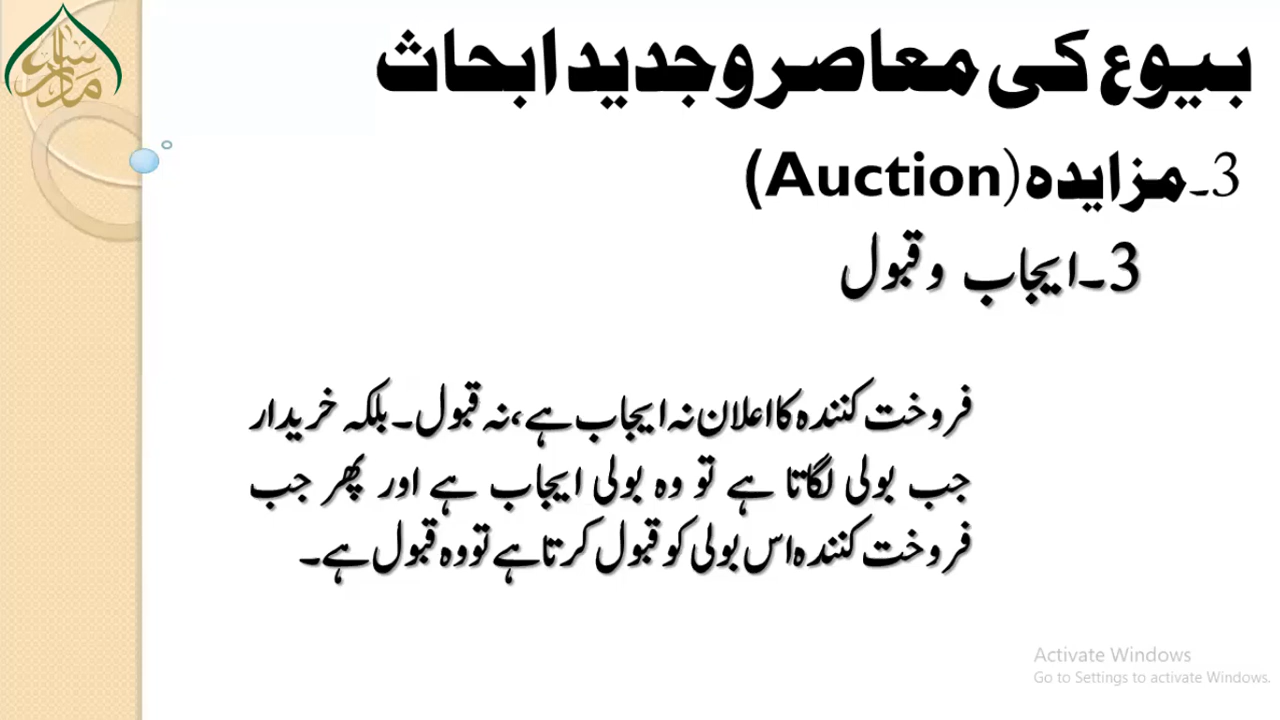 بیوع کی معاصر و جدید ابحاث
3۔مزایدہ (Auction)
3۔ایجاب و قبول
فروخت کنندہ کا اعلان نہ ایجاب ہے، نہ قبول۔ بلکہ خریدار
جب بولی لگاتا ہے تو وہ بولی ایجاب ہے اور پھر جب
فروخت کنندہ اس بولی کو قبول کرتا ہے تو وہ قبول ہے۔
Activate Windows
Go to Settings to activate Windows.